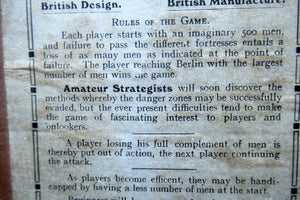 British Design. British Manufacture.
RULES OF THE GAME.
Each player starts with an imaginary 500 men,
and failure to pass the different fortresses entails a
loss of as many men as indicated at the point of
failure. The player reaching Berlin with the largest
number of men wins the game.
Amateur Strategists will soon discover the
methods whereby the danger zones may be successfully
evaded, but the ever present difficulties tend to make
the game of fascinating interest to players and
onlookers.
A player losing his full complement of men is
thereby put out of action, the next player continuing
the attack.
As players become efficent, they may be handi-
capped by having a less number of men at the start.